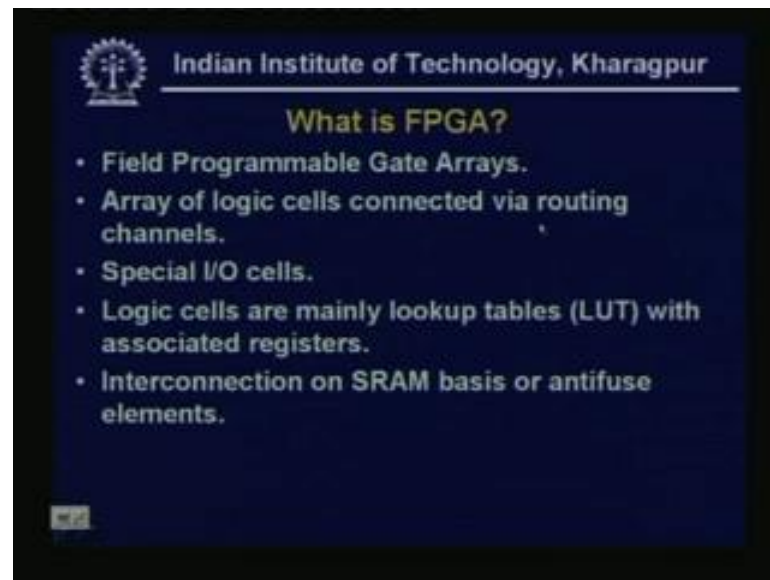 Indian Institute of Technology, Kharagpur
What is FPGA?
• Field Programmable Gate Arrays.
• Array of logic cells connected via routing
channels.
• Special I/O cells.
• Logic cells are mainly lookup tables (LUT) with
associated registers.
• Interconnection on SRAM basis or antifuse
elements.